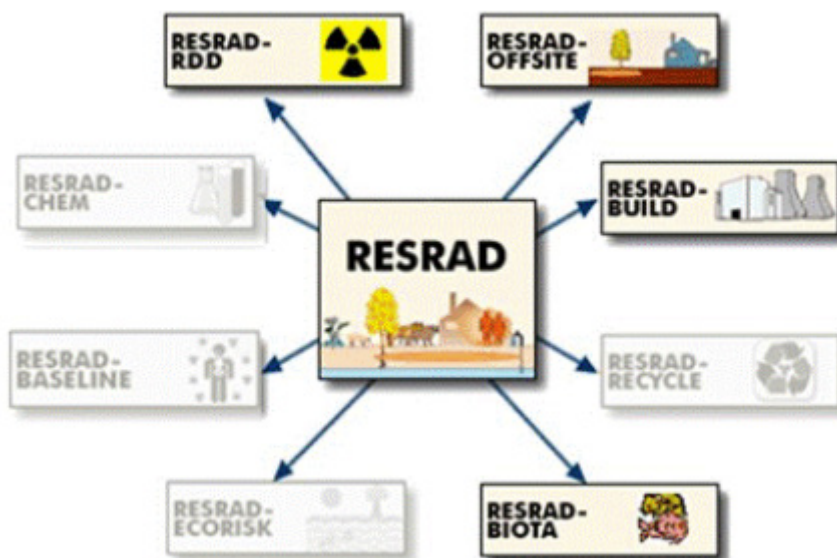 RESRAD-
RDD
RESRAD-
OFFSITE
RESRAD-
CHEM
RESRAD-
BUILD
RESRAD
RESRAD-
BASELINE
RESRAD-
RECYCLE
RESRAD-
ECORISK
RESRAD-
BIOTA